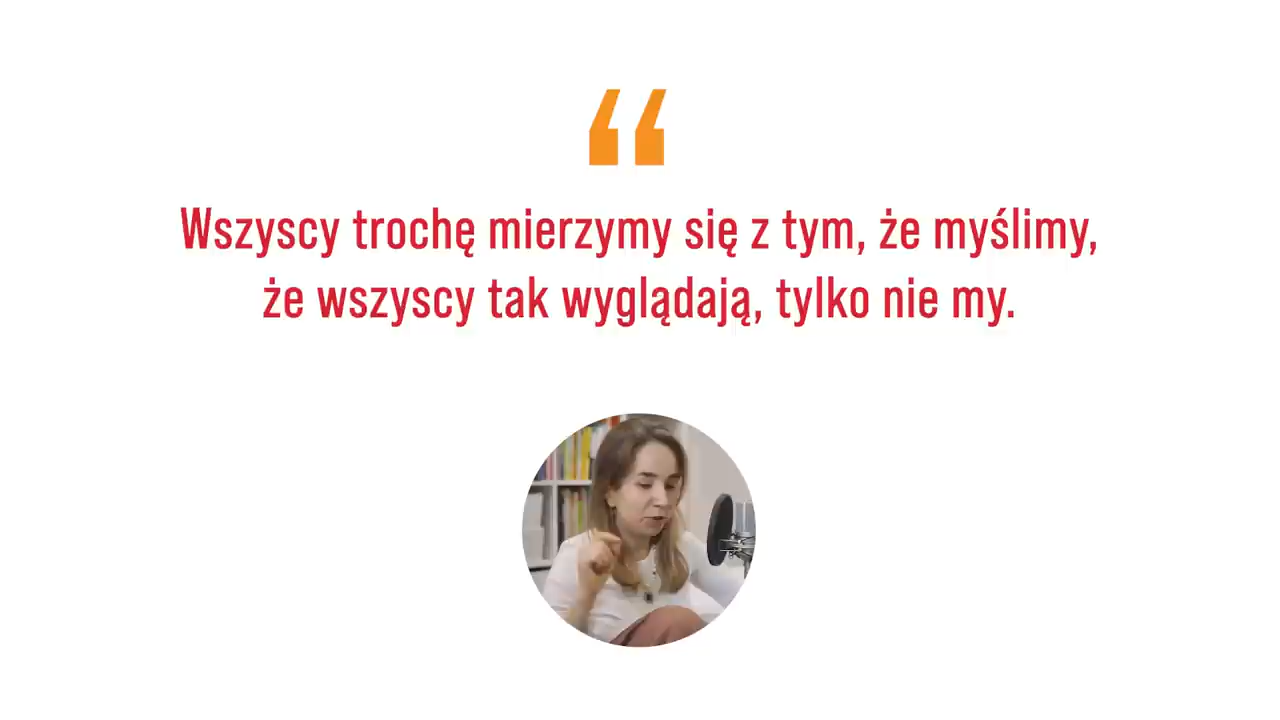 “
Wszyscy trochę mierzymy się z tym, że myślimy,
że wszyscy tak wyglądają, tylko nie my.